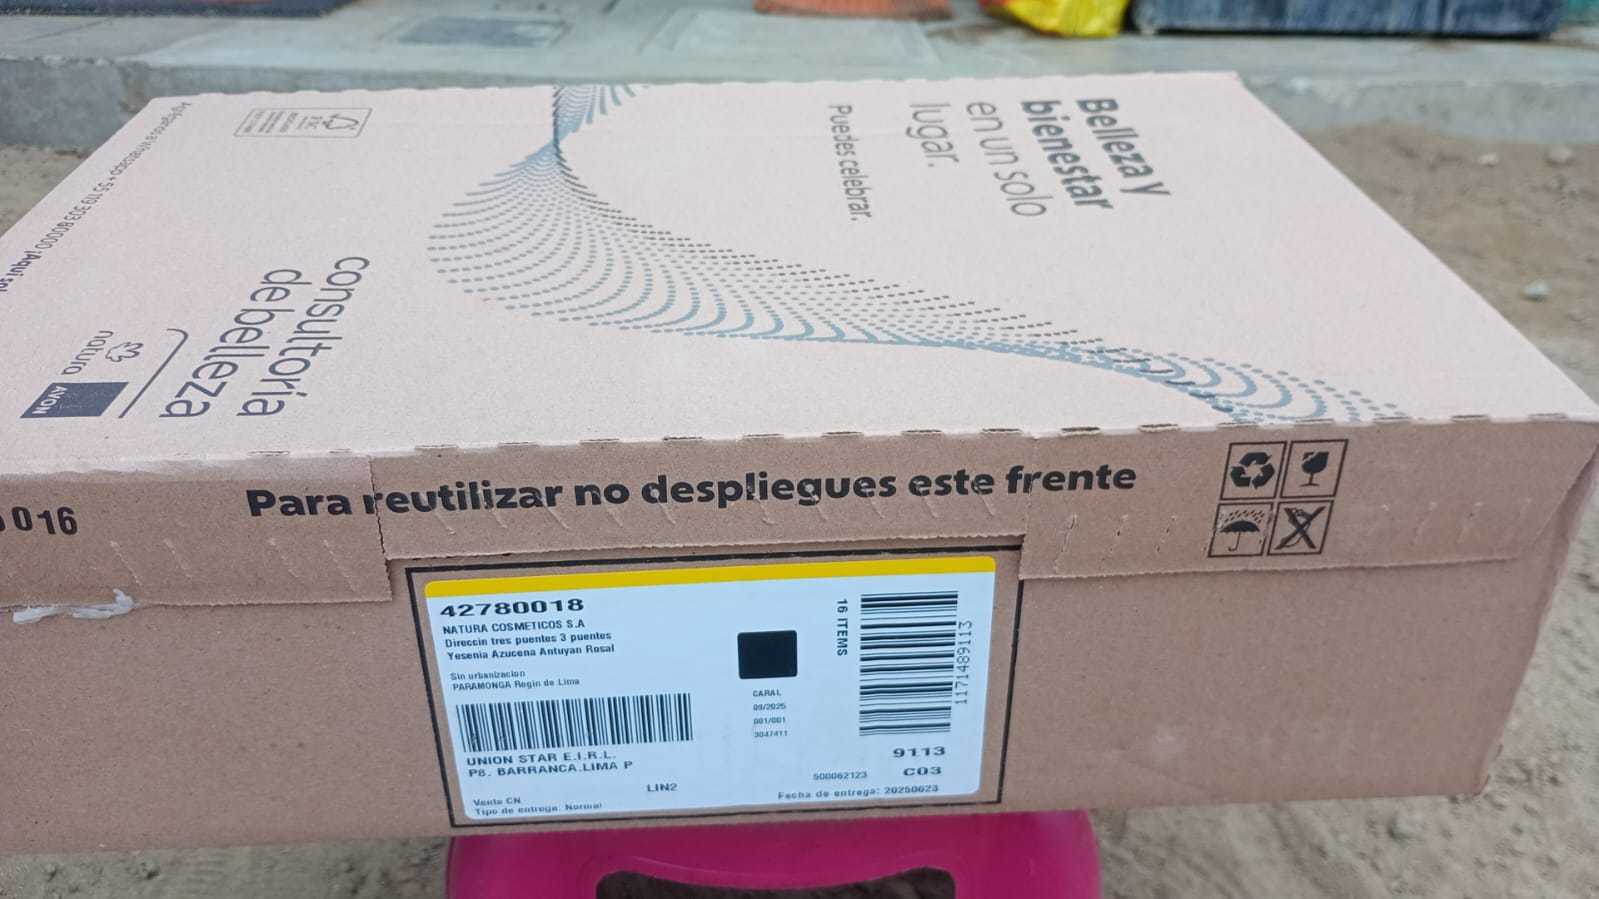 Belleza y
bienestar
en un solo
lugar.
Puedes celebrar.
consultoria
de belleza
natura
AVON
Para reutilizar no despliegues este frente
016
42780018
NATURA COSMETICOS S.A
Direccin tres puentes 3 puentes
Yesenia Azucena Antuyan Rosal
Sin urbanizacion
PARAMONGA Regin de Lima
16 ITEMS
1171489113
CARAL
09/2025
001/001
3047411
UNION STAR E.I.R.L.
P8. BARRANCA.LIMA P
LIN2
9113
500062123
C03
Venta CN
Tipo de entrega: Normal
Fecha de entrega: 20250623